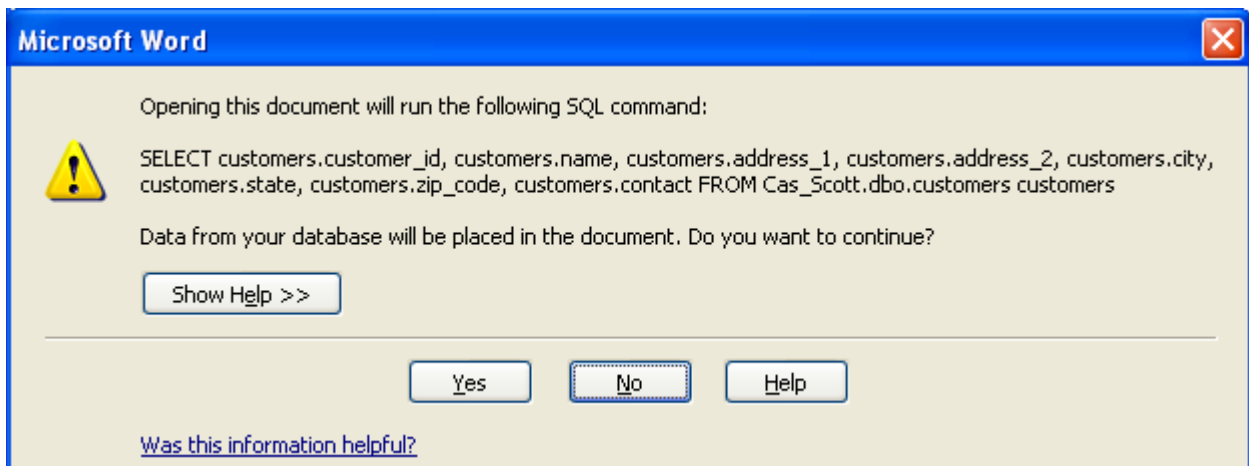 Microsoft Word
Opening this document will run the following SQL command:
SELECT customers.customer_id, customers.name, customers.address_1, customers.address_2, customers.city,
customers.state, customers.zip_code, customers.contact FROM Cas_Scott.dbo.customers customers
Data from your database will be placed in the document. Do you want to continue?
Show Help >>
Yes No Help
Was this information helpful?